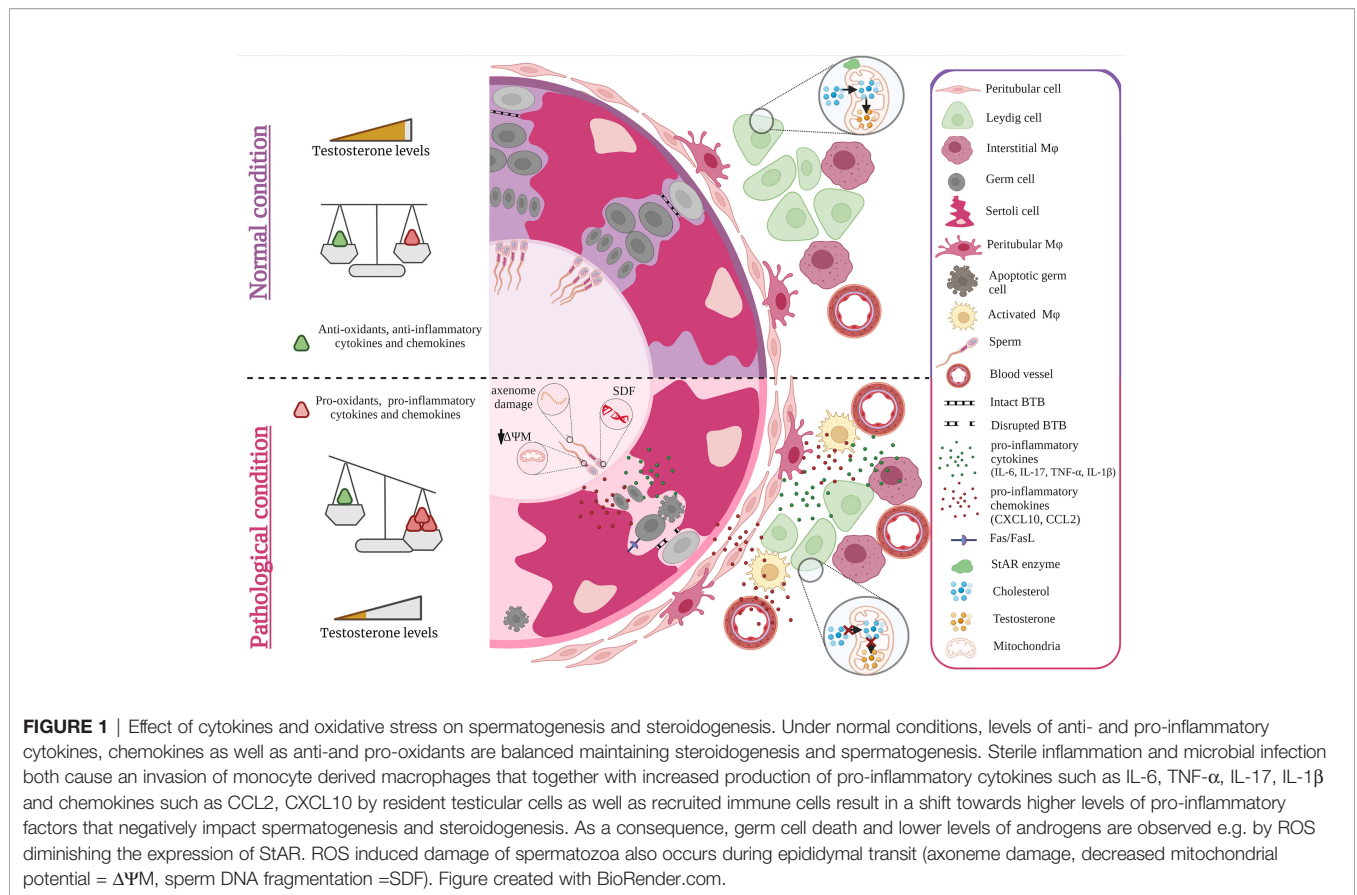 Normal condition
Testosterone levels
Anti-oxidants, anti-inflammatory
cytokines and chemokines
Pro-oxidants, pro-inflammatory
cytokines and chemokines
Pathological condition
Testosterone levels
axenome
damage
SDF
ΔΨM
Peritubular cell
Leydig cell
Interstitial Mφ
Germ cell
Sertoli cell
Peritubular Mφ
Apoptotic germ
cell
Activated Mφ
Sperm
Blood vessel
Intact BTB
Disrupted BTB
pro-inflammatory
cytokines
(IL-6, IL-17, TNF-α, IL-1β)
pro-inflammatory
chemokines
(CXCL10, CCL2)
Fas/FasL
StAR enzyme
Cholesterol
Testosterone
Mitochondria
FIGURE 1 | Effect of cytokines and oxidative stress on spermatogenesis and steroidogenesis. Under normal conditions, levels of anti- and pro-inflammatory
cytokines, chemokines as well as anti-and pro-oxidants are balanced maintaining steroidogenesis and spermatogenesis. Sterile inflammation and microbial infection
both cause an invasion of monocyte derived macrophages that together with increased production of pro-inflammatory cytokines such as IL-6, TNF-α, IL-17, IL-1β
and chemokines such as CCL2, CXCL10 by resident testicular cells as well as recruited immune cells result in a shift towards higher levels of pro-inflammatory
factors that negatively impact spermatogenesis and steroidogenesis. As a consequence, germ cell death and lower levels of androgens are observed e.g. by ROS
diminishing the expression of StAR. ROS induced damage of spermatozoa also occurs during epididymal transit (axoneme damage, decreased mitochondrial
potential = ΔΨM, sperm DNA fragmentation =SDF). Figure created with BioRender.com.